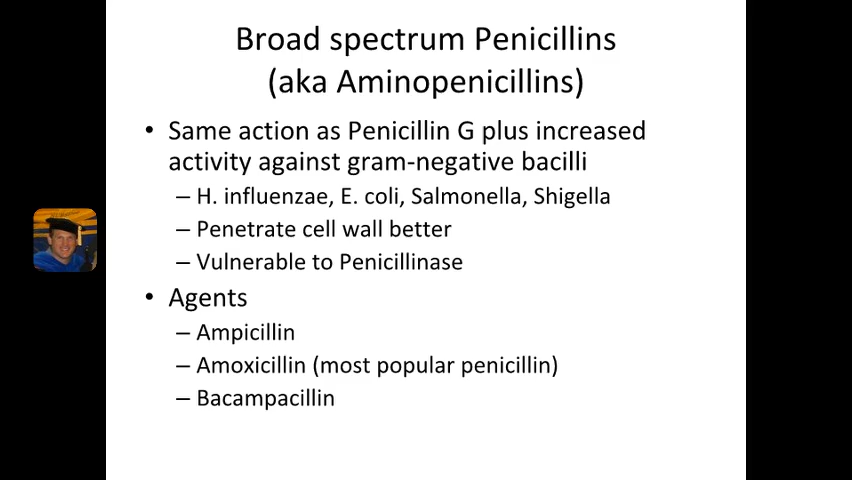 Broad spectrum Penicillins
(aka Aminopenicillins)
• Same action as Penicillin G plus increased
activity against gram-negative bacilli
– H. influenzae, E. coli, Salmonella, Shigella
– Penetrate cell wall better
– Vulnerable to Penicillinase
• Agents
– Ampicillin
– Amoxicillin (most popular penicillin)
– Bacampacillin